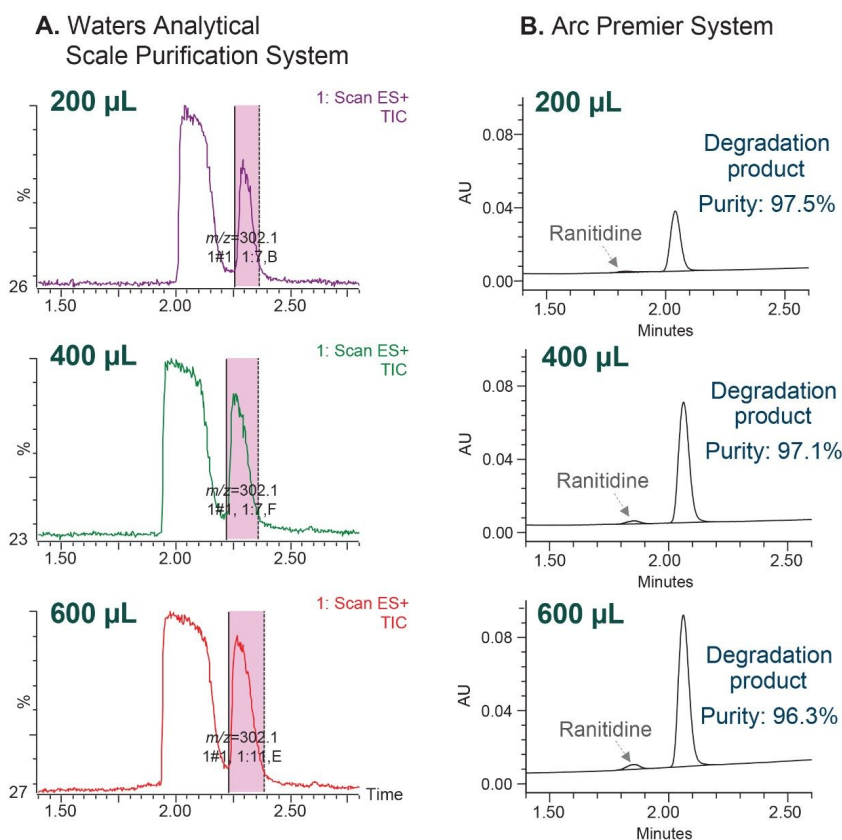 A. Waters Analytical
Scale Purification System
200 µL
1: Scan ES+
TIC
%
m/z=302.1
1#1, 1:7,B
26
1.50 2.00 2.50
400 µL
1: Scan ES+
TIC
%
m/z=302.1
1#1, 1:7,F
23
1.50 2.00 2.50
600 µL
1: Scan ES+
TIC
%
m/z=302.1
1#1, 1:11,E
27
Time
1.50 2.00 2.50
B. Arc Premier System
200 µL
0.08
Degradation
product
Purity: 97.5%
AU
0.04
Ranitidine
0.00
1.50 2.00 2.50
Minutes
400 µL
0.08
Degradation
product
Purity: 97.1%
AU
0.04
Ranitidine
0.00
1.50 2.00 2.50
Minutes
600 µL
0.08
Degradation
product
Purity: 96.3%
AU
0.04
Ranitidine
0.00
1.50 2.00 2.50
Minutes